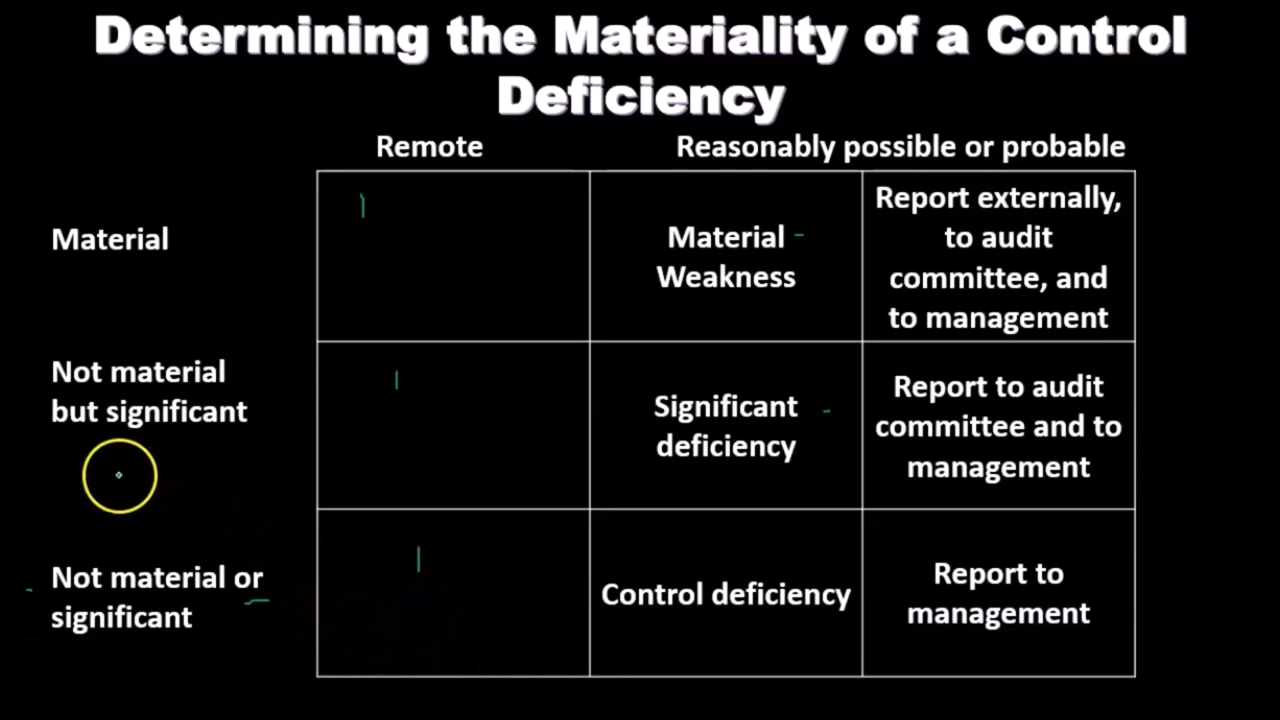 Determining the Materiality of a Control
Deficiency
Remote
Reasonably possible or probable
Material
Material
Weakness
Report externally,
to audit
committee, and
to management
Not material
but significant
Significant
deficiency
Report to audit
committee and to
management
Not material or
significant
Control deficiency
Report to
management